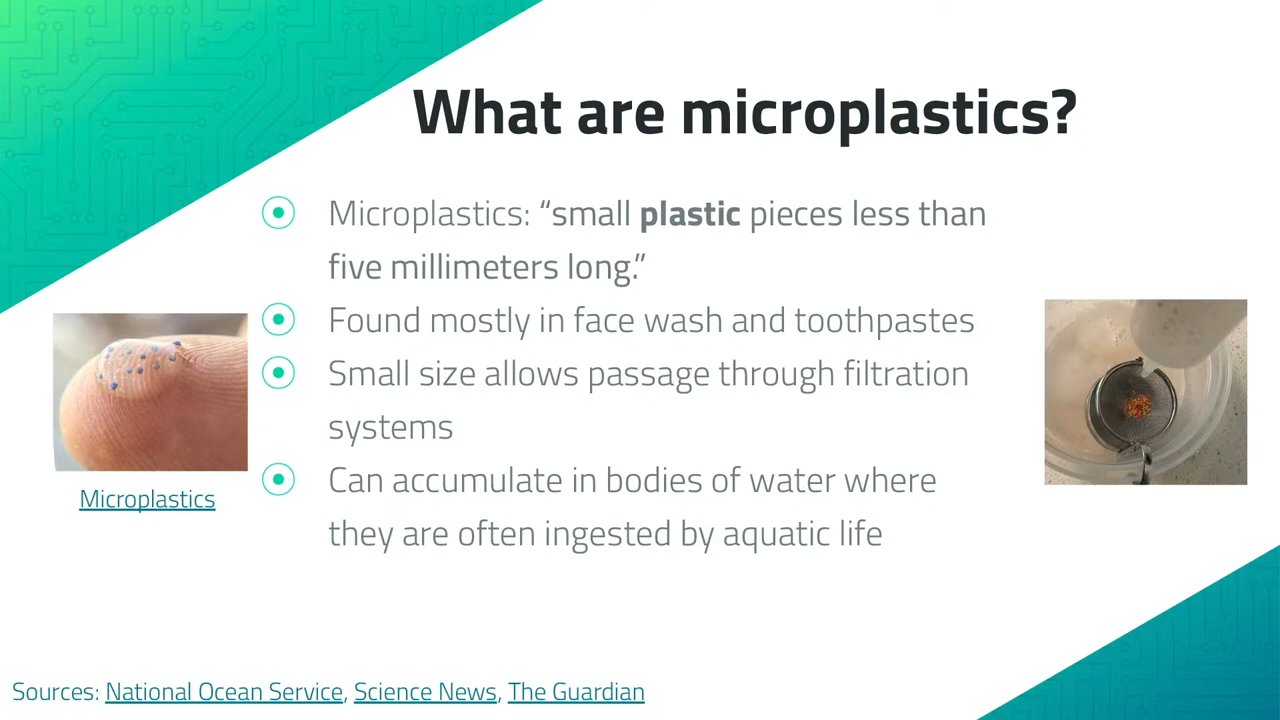 What are microplastics?
Microplastics: “small plastic pieces less than
five millimeters long.”
Found mostly in face wash and toothpastes
Small size allows passage through filtration
systems
Can accumulate in bodies of water where
they are often ingested by aquatic life
Microplastics
Sources: National Ocean Service, Science News, The Guardian